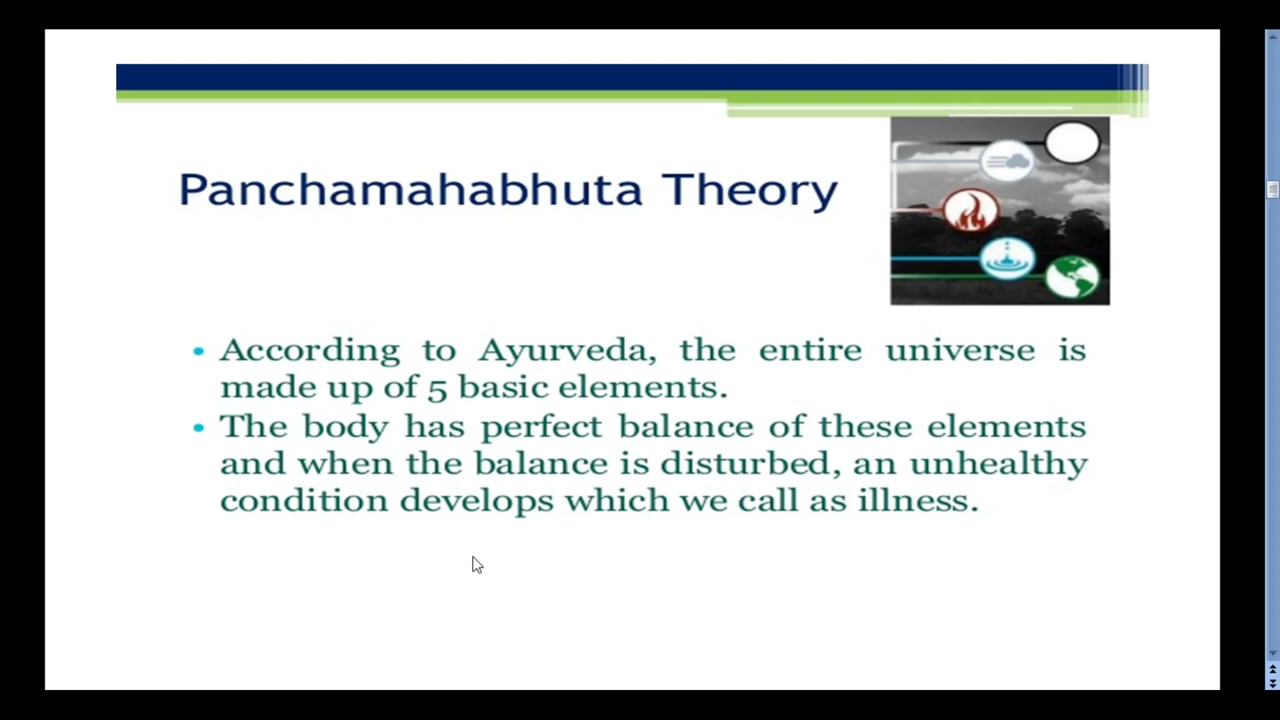 Panchamahabhuta Theory
• According to Ayurveda, the entire universe is
made up of 5 basic elements.
• The body has perfect balance of these elements
and when the balance is disturbed, an unhealthy
condition develops which we call as illness.